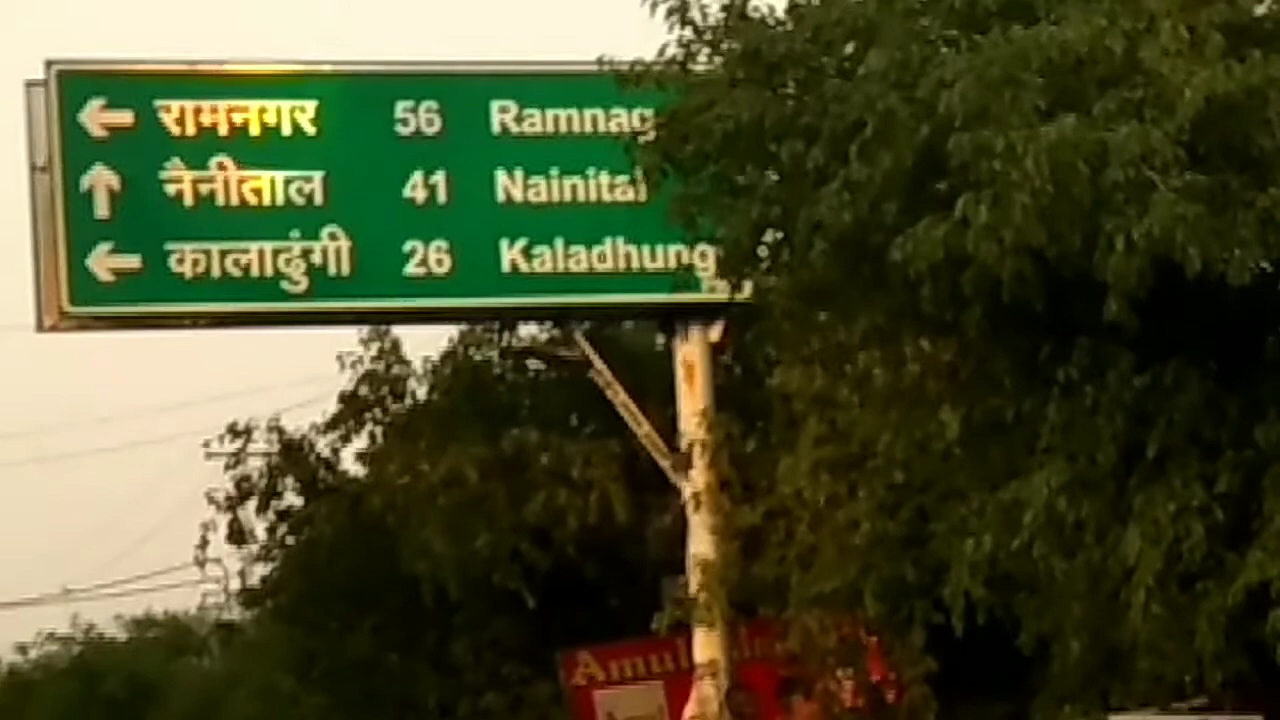 ← रामनगर 56 Ramnag
↑ नैनीताल 41 Nainital
← कालाढुंगी 26 Kaladhung
Amul